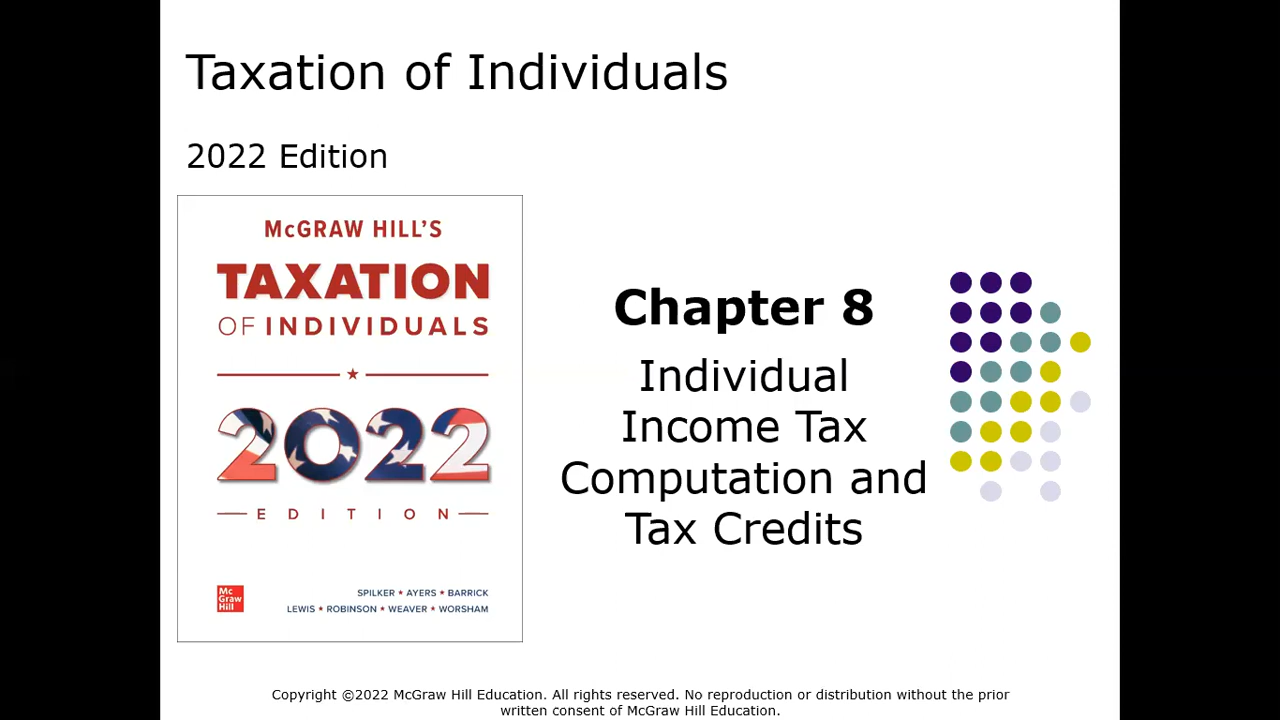 Taxation of Individuals
2022 Edition
McGRAW HILL'S
TAXATION
OF INDIVIDUALS
2022
EDITION
Mc
Graw
Hill
SPILKER ★ AYERS ★ BARRICK
LEWIS ★ ROBINSON ★ WEAVER ★ WORSHAM
Chapter 8
Individual
Income Tax
Computation and
Tax Credits
Copyright ©2022 McGraw Hill Education. All rights reserved. No reproduction or distribution without the prior
written consent of McGraw Hill Education.